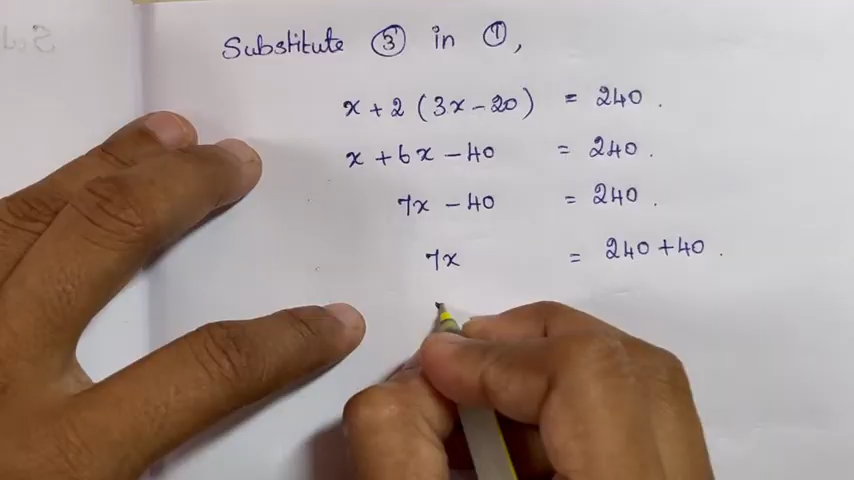 Substitute ③ in ①,
x + 2 (3x - 20) = 240 .
x + 6x - 40 = 240 .
7x - 40 = 240 .
7x = 240 + 40 .